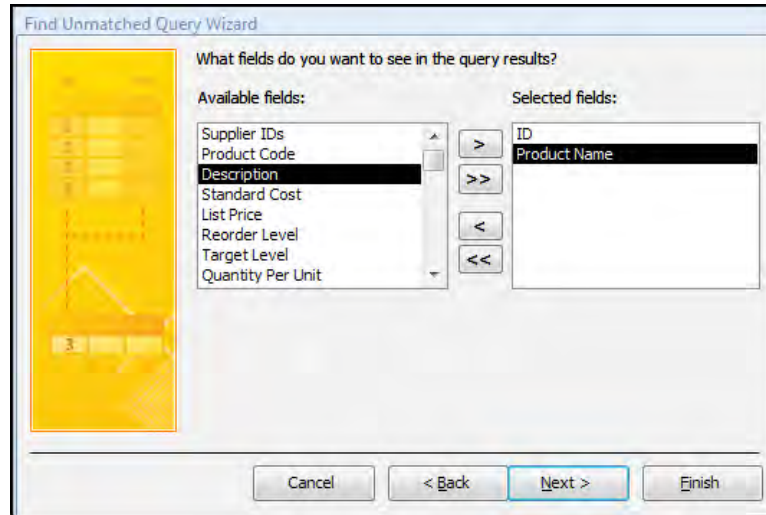 Find Unmatched Query Wizard
What fields do you want to see in the query results?
Available fields:
Selected fields:
Supplier IDs
Product Code
Description
Standard Cost
List Price
Reorder Level
Target Level
Quantity Per Unit
>
>>
<
<<
ID
Product Name
3
Cancel
< Back
Next >
Finish